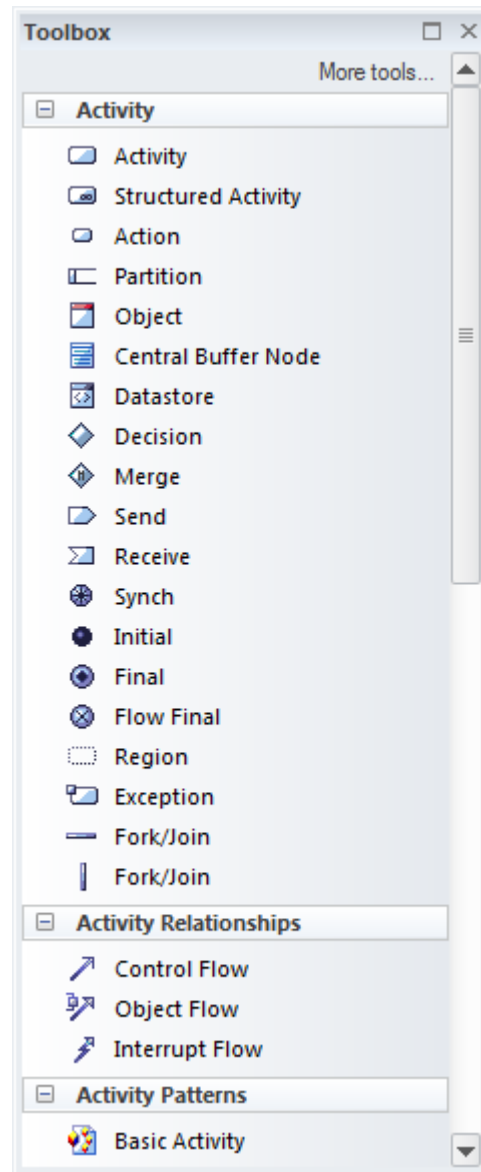 Toolbox
More tools...
Activity
Activity
Structured Activity
Action
Partition
Object
Central Buffer Node
Datastore
Decision
Merge
Send
Receive
Synch
Initial
Final
Flow Final
Region
Exception
Fork/Join
Fork/Join
Activity Relationships
Control Flow
Object Flow
Interrupt Flow
Activity Patterns
Basic Activity